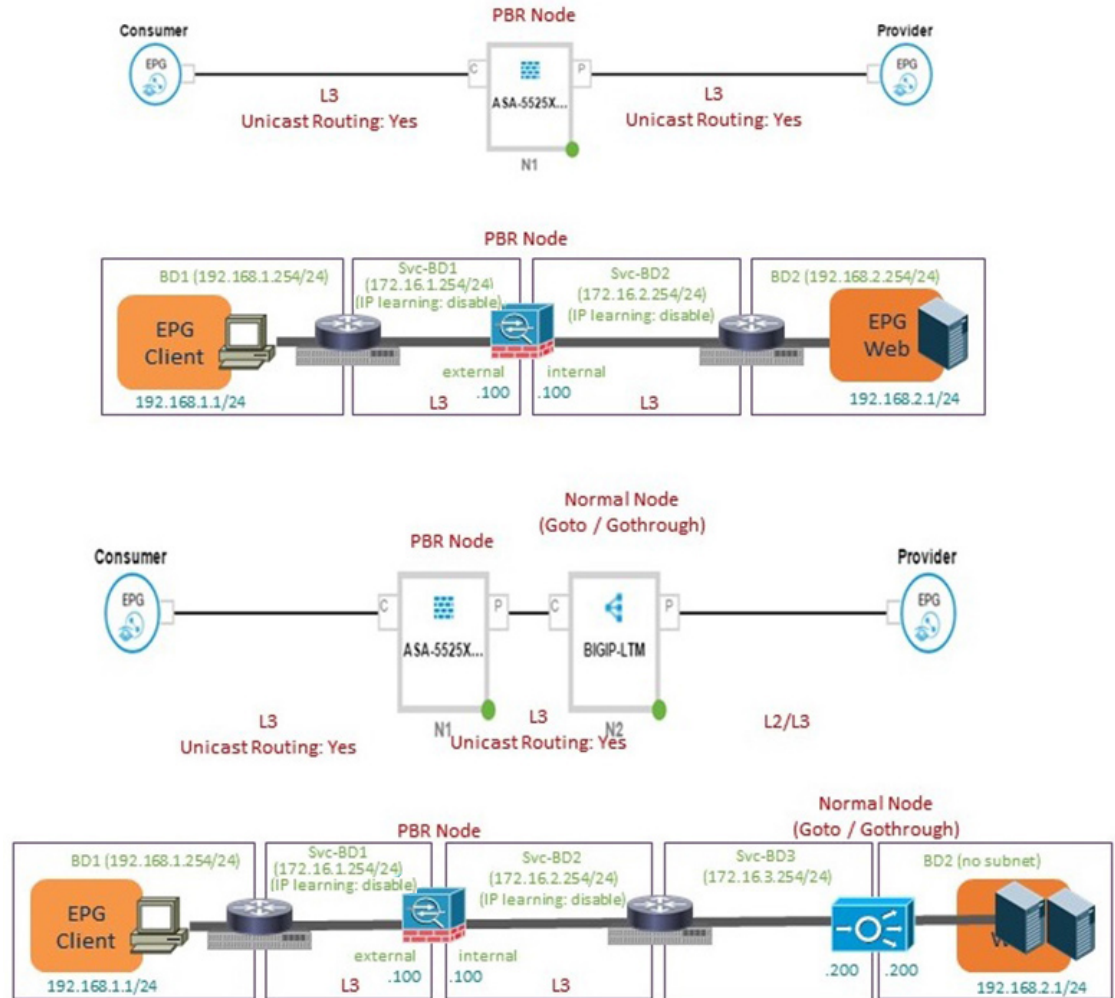 PBR Node
Consumer
Provider
EPG
C
P
EPG
ASA-5525X...
L3
Unicast Routing: Yes
L3
Unicast Routing: Yes
N1
PBR Node
BD1 (192.168.1.254/24)
Svc-BD1
(172.16.1.254/24)
(IP learning: disable)
Svc-BD2
(172.16.2.254/24)
(IP learning: disable)
BD2 (192.168.2.254/24)
EPG
Client
EPG
Web
external
internal
.100
.100
L3
L3
192.168.1.1/24
192.168.2.1/24
Normal Node
(Goto / Gothrough)
PBR Node
Consumer
Provider
EPG
C
P
C
P
EPG
ASA-5525X...
BIGIP-LTM
N1
N2
L3
Unicast Routing: Yes
L3
Unicast Routing: Yes
L2/L3
Normal Node
(Goto / Gothrough)
PBR Node
BD1 (192.168.1.254/24)
Svc-BD1
(172.16.1.254/24)
(IP learning: disable)
Svc-BD2
(172.16.2.254/24)
(IP learning: disable)
Svc-BD3
(172.16.3.254/24)
BD2 (no subnet)
EPG
Client
external
internal
.100
.100
L3
L3
.200
.200
192.168.1.1/24
192.168.2.1/24